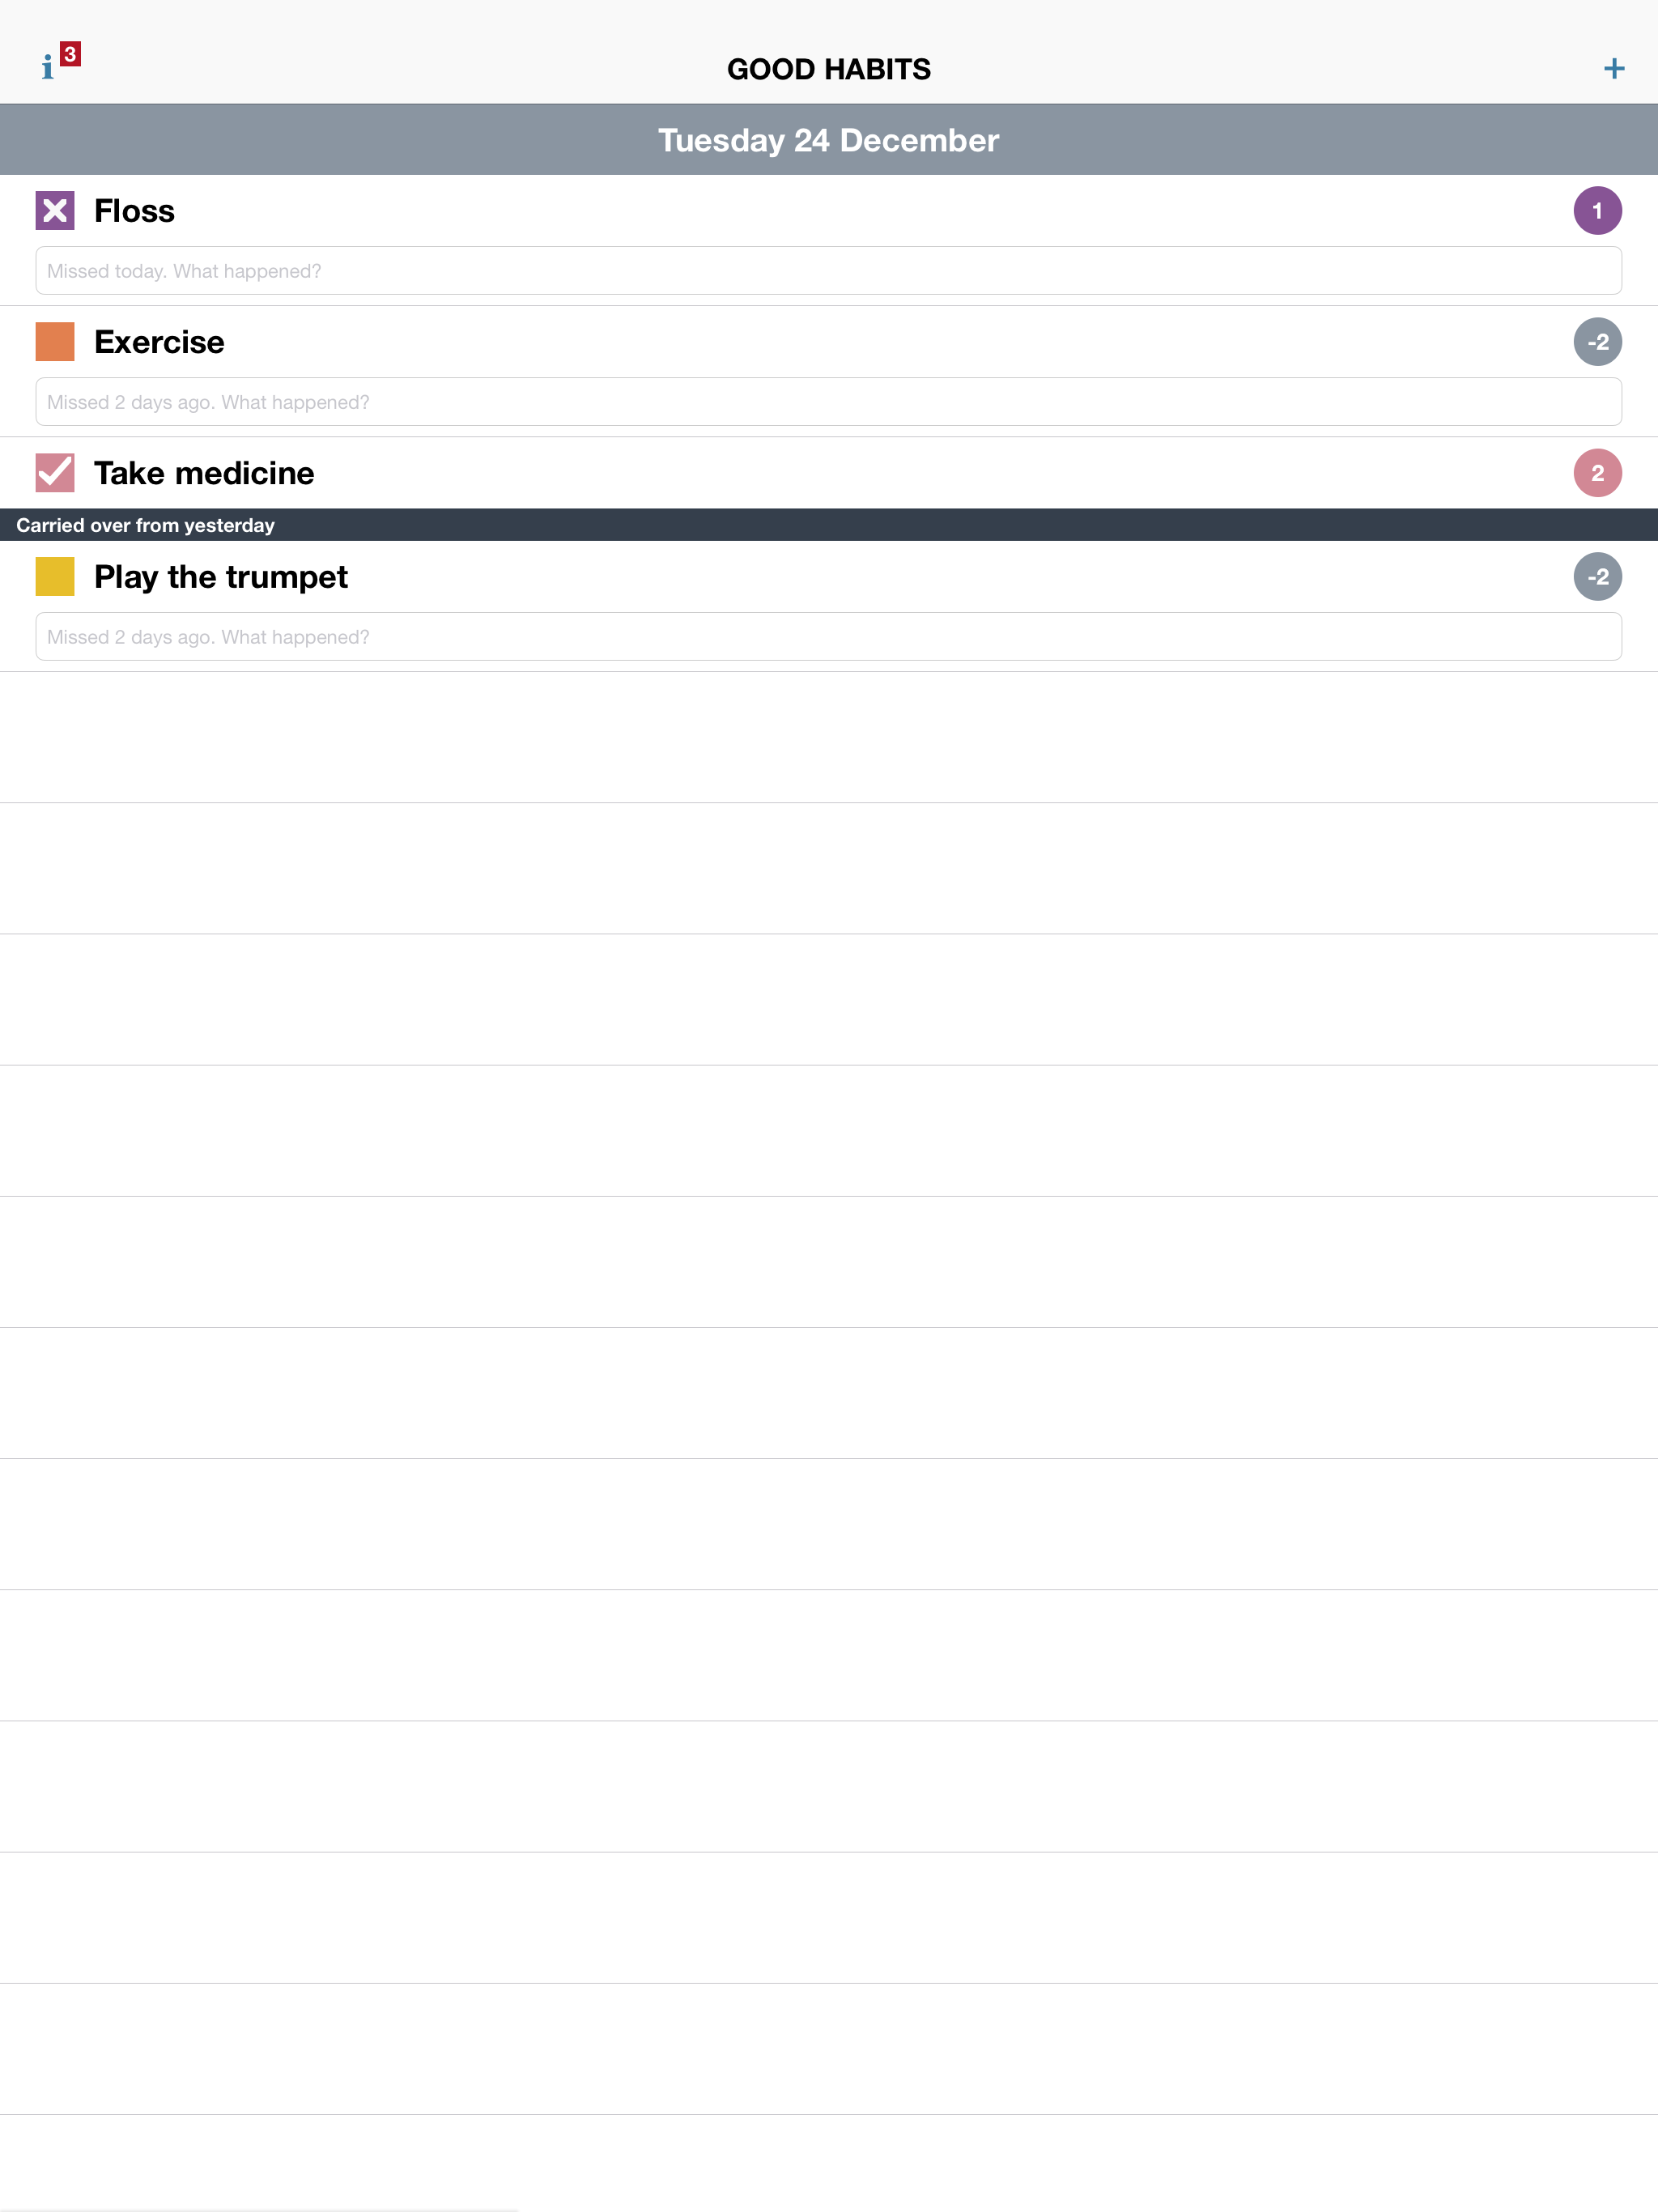 i 3
GOOD HABITS
+
Tuesday 24 December
Floss
1
Missed today. What happened?
Exercise
-2
Missed 2 days ago. What happened?
Take medicine
2
Carried over from yesterday
Play the trumpet
-2
Missed 2 days ago. What happened?